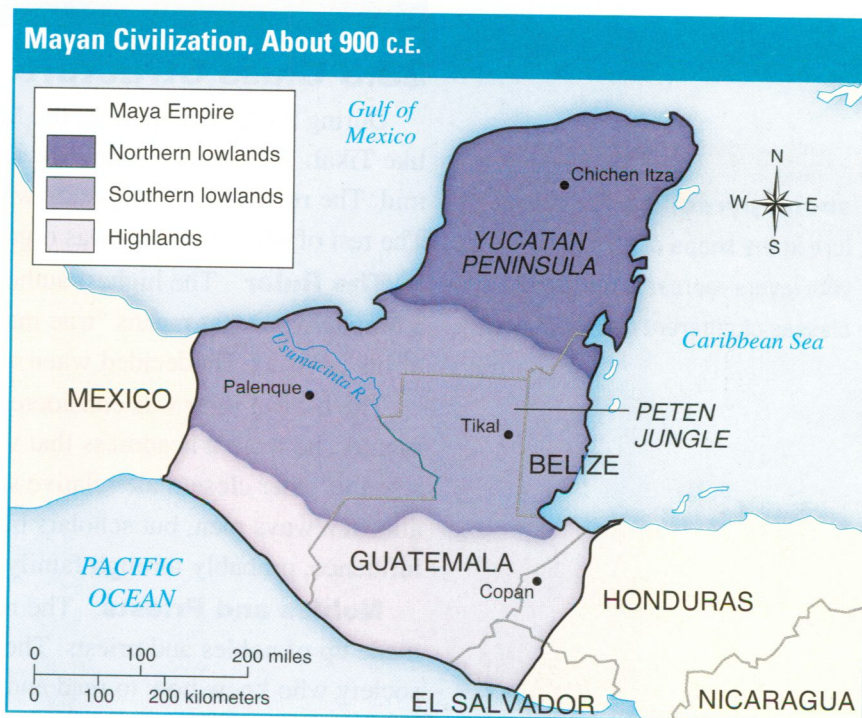 Mayan Civilization, About 900 C.E.
Maya Empire
Northern lowlands
Southern lowlands
Highlands
Gulf of
Mexico
Chichen Itza
N
W E
S
YUCATAN
PENINSULA
Caribbean Sea
Usumacinta R.
Palenque
MEXICO
Tikal
PETEN
JUNGLE
BELIZE
GUATEMALA
PACIFIC
OCEAN
Copan
HONDURAS
0 100 200 miles
0 100 200 kilometers
EL SALVADOR
NICARAGUA